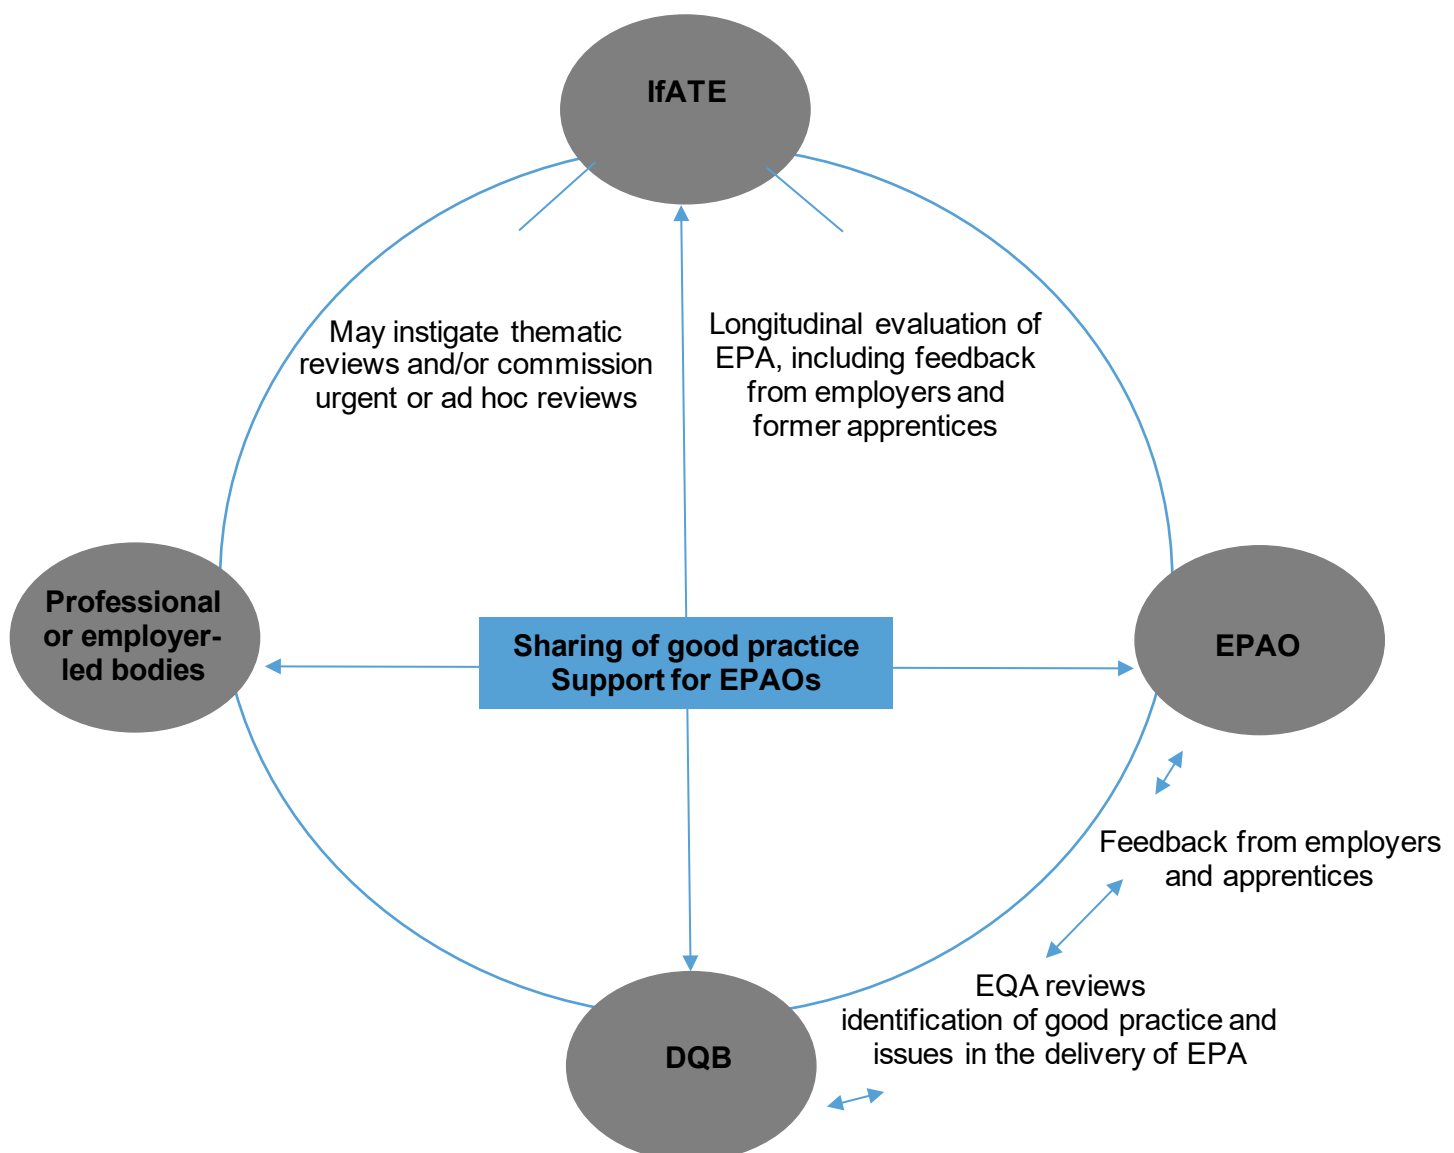 IfATE
May instigate thematic
reviews and/or commission
urgent or ad hoc reviews
Longitudinal evaluation of
EPA, including feedback
from employers and
former apprentices
Professional
or employer-
led bodies
Sharing of good practice
Support for EPAOs
EPAO
Feedback from employers
and apprentices
EQA reviews
identification of good practice and
issues in the delivery of EPA
DQB